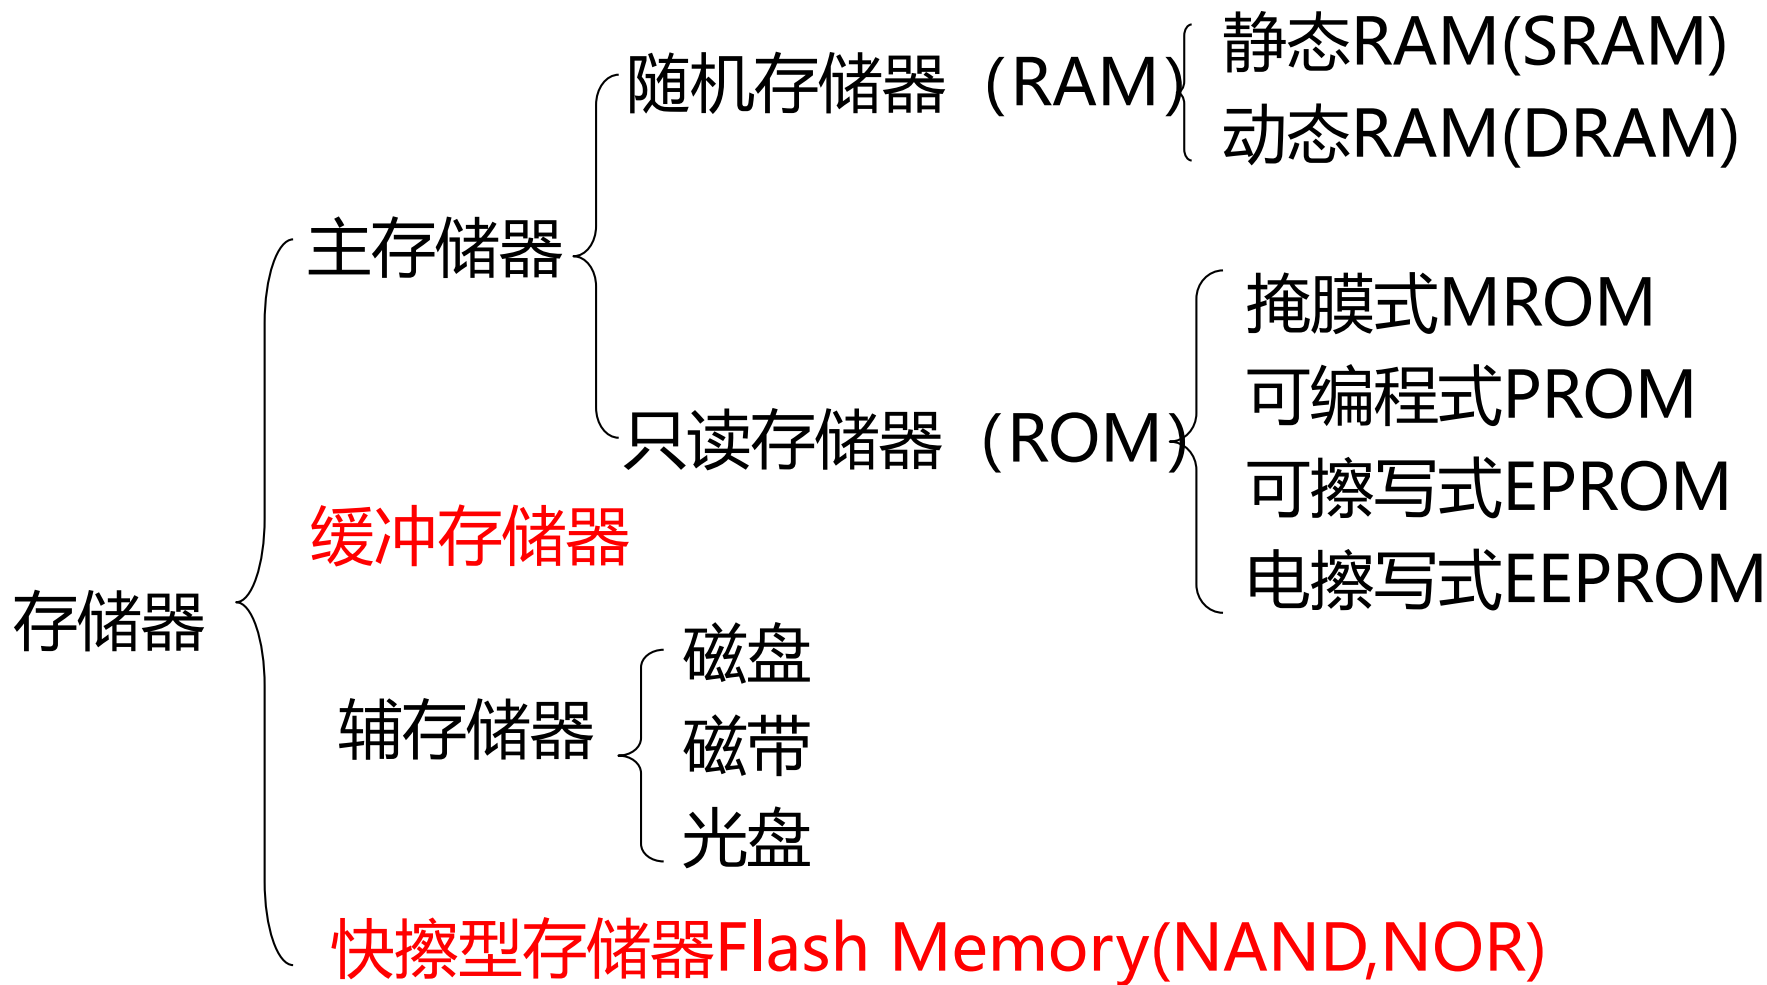 静态RAM(SRAM)
随机存储器（RAM）
动态RAM(DRAM)
主存储器
掩膜式MROM
可编程式PROM
只读存储器（ROM）
可擦写式EPROM
缓冲存储器
电擦写式EEPROM
存储器
磁盘
辅存储器
磁带
光盘
快擦型存储器Flash Memory(NAND,NOR)